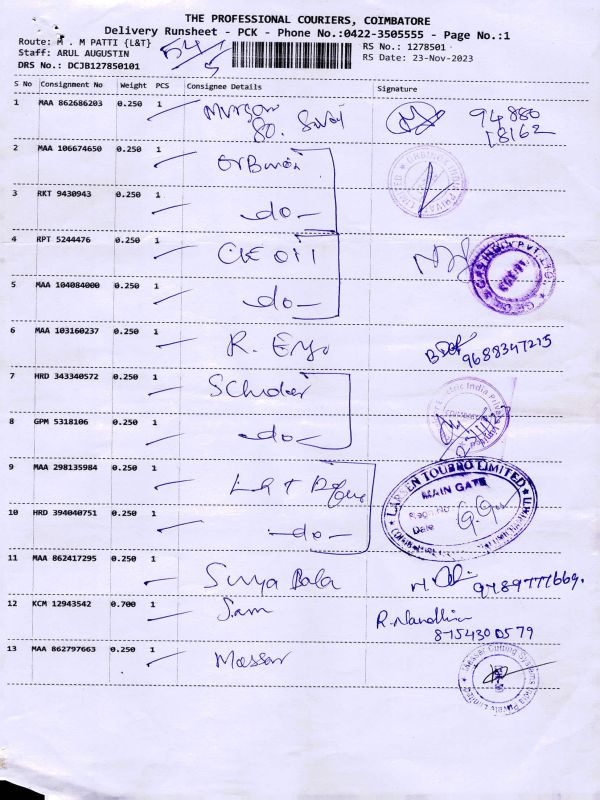 THE PROFESSIONAL COURIERS, COIMBATORE
Delivery Runsheet - PCK - Phone No.:0422-3505555 - Page No.:1
Route: M . M PATTI {L&T} RS No.: 1278501
Staff: ARUL AUGUSTIN RS Date: 23-Nov-2023
DRS No.: DCJB127850101
S No Consignment No Weight PCS Consignee Details Signature
1 MAA 862686203 0.250 1 94880
18162
2 MAA 106674650 0.250 1
3 RKT 9430943 0.250 1 -do-
4 RPT 5244476 0.250 1
5 MAA 104084000 0.250 1 -do-
6 MAA 103160237 0.250 1 R. 9688347215
7 HRD 343340572 0.250 1
8 GPM 5318106 0.250 1 -do-
9 MAA 298135984 0.250 1
LARSEN TOUBRO LIMITED
MAIN GATE
Date
10 HRD 394040751 0.250 1 -do-
11 MAA 862417295 0.250 1 Surya Bala 9789777669.
12 KCM 12943542 0.700 1 Sam R. Nandhini
8754300579
13 MAA 862797663 0.250 1 Messar